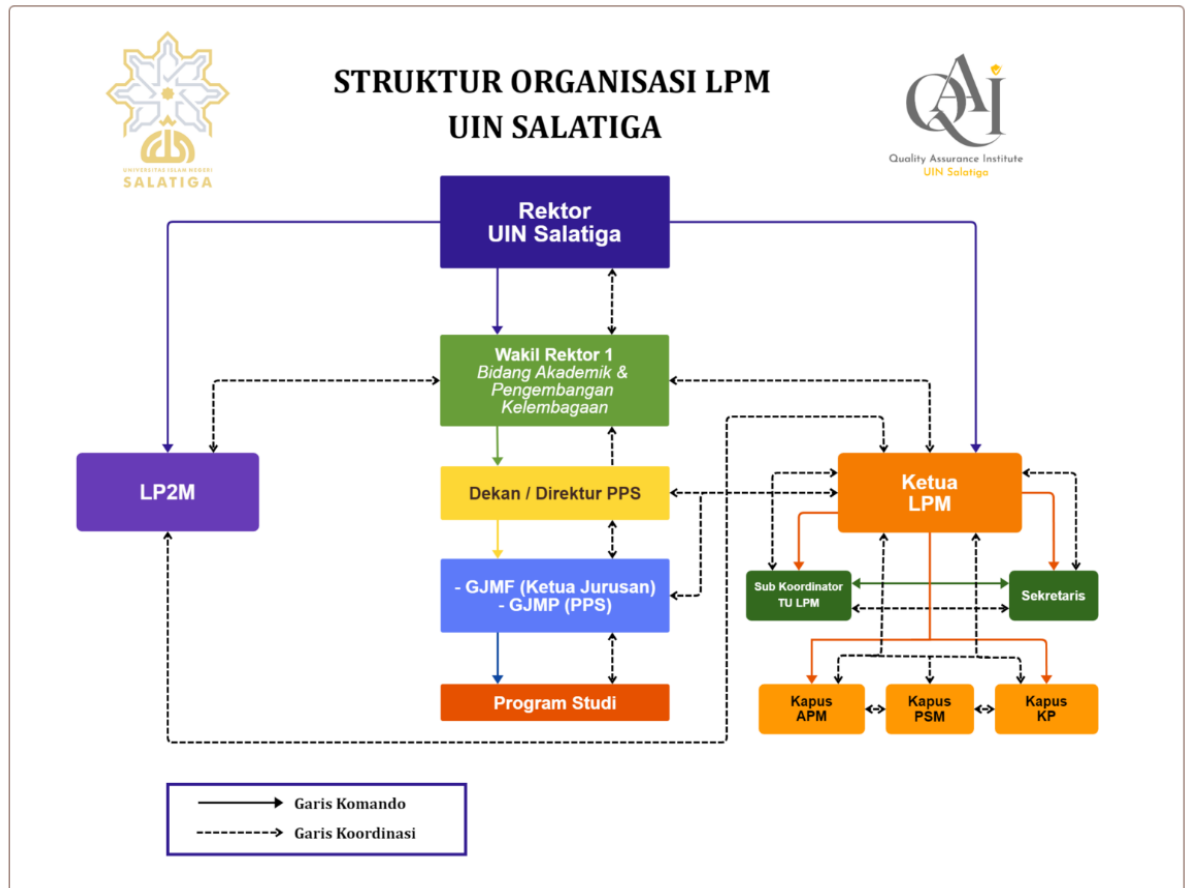 UNIVERSITAS ISLAM NEGERI
SALATIGA
STRUKTUR ORGANISASI LPM
UIN SALATIGA
QAI
Quality Assurance Institute
UIN Salatiga
Rektor
UIN Salatiga
Wakil Rektor 1
Bidang Akademik &
Pengembangan
Kelembagaan
LP2M
Dekan / Direktur PPS
Ketua
LPM
- GJMF (Ketua Jurusan)
- GJMP (PPS)
Sub Koordinator
TU LPM
Sekretaris
Program Studi
Kapus
APM
Kapus
PSM
Kapus
KP
Garis Komando
Garis Koordinasi